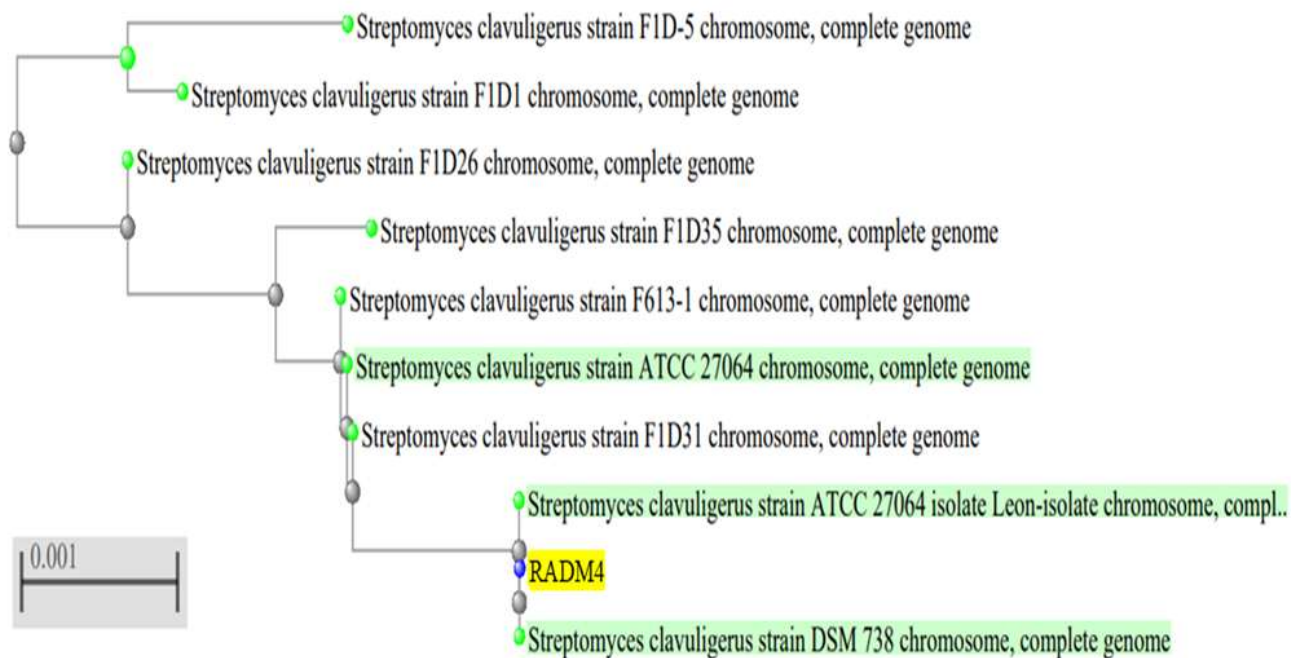 Streptomyces clavuligerus strain F1D-5 chromosome, complete genome
Streptomyces clavuligerus strain F1D1 chromosome, complete genome
Streptomyces clavuligerus strain F1D26 chromosome, complete genome
Streptomyces clavuligerus strain F1D35 chromosome, complete genome
Streptomyces clavuligerus strain F613-1 chromosome, complete genome
Streptomyces clavuligerus strain ATCC 27064 chromosome, complete genome
Streptomyces clavuligerus strain F1D31 chromosome, complete genome
Streptomyces clavuligerus strain ATCC 27064 isolate Leon-isolate chromosome, compl..
RADM4
Streptomyces clavuligerus strain DSM 738 chromosome, complete genome
0.001